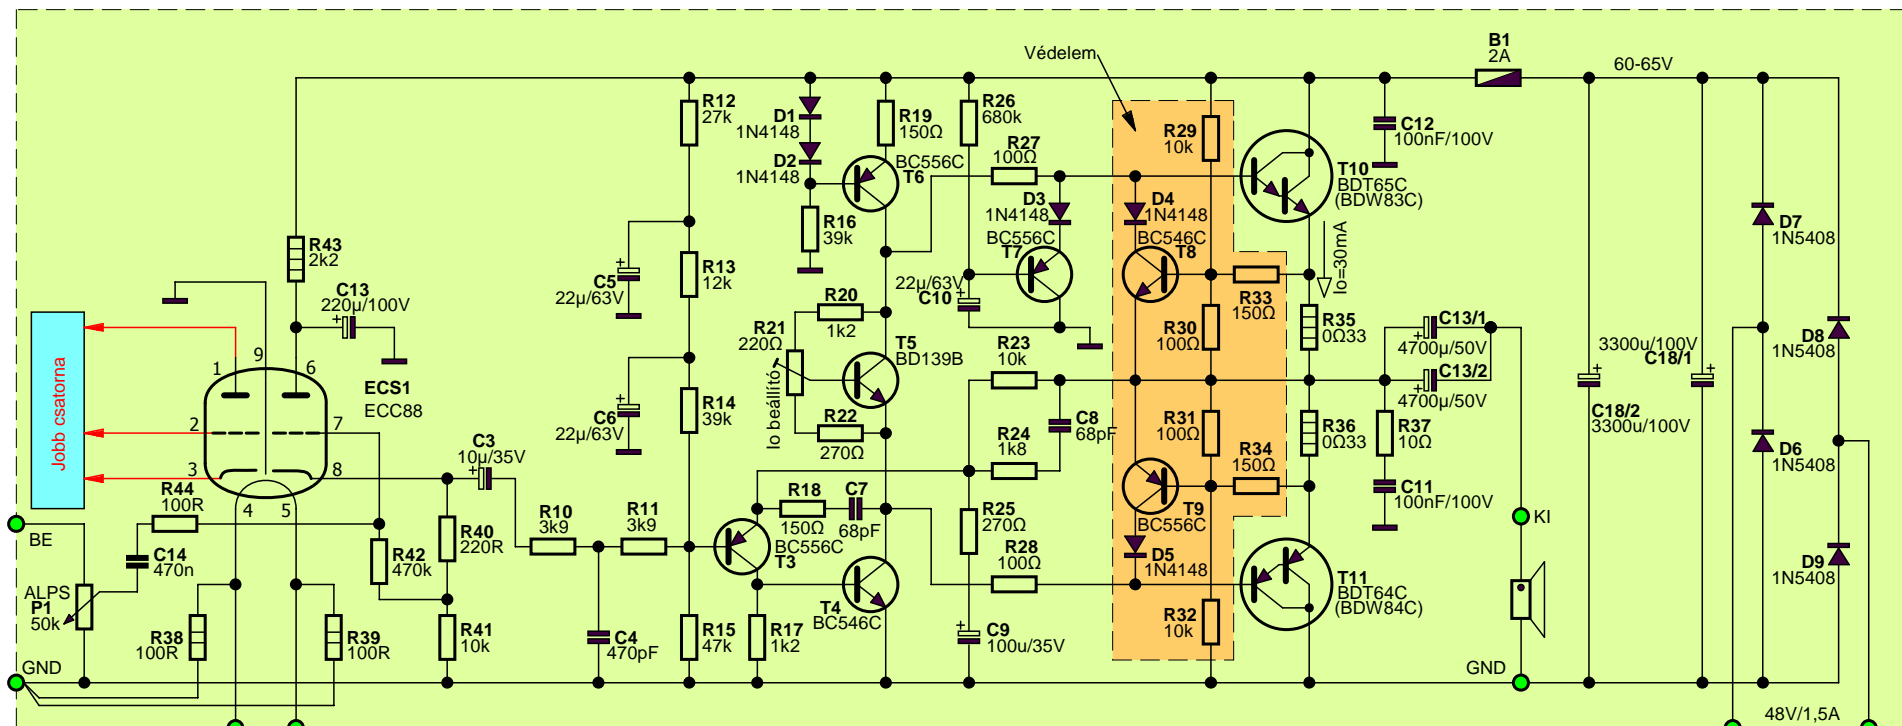 Védelem
B1
2A
60-65V
R12
27k
D1
1N4148
D2
1N4148
R19
150Ω
BC556C
T6
R26
680k
R27
100Ω
R29
10k
T10
BDT65C
(BDW83C)
C12
100nF/100V
D3
1N4148
BC556C
T7
D4
1N4148
BC546C
T8
R16
39k
D7
1N5408
R43
2k2
C5
22µ/63V
R13
12k
22µ/63V
C10
R33
150Ω
Io=30mA
C13
220µ/100V
R20
1k2
R21
220Ω
R30
100Ω
R35
0Ω33
C13/1
4700µ/50V
3300u/100V
C18/1
D8
1N5408
9
1
6
ECS1
ECC88
T5
BD139B
R23
10k
C13/2
4700µ/50V
C18/2
3300u/100V
Jobb csatorna
2
7
C6
22µ/63V
R14
39k
Io beállító
R22
270Ω
C8
68pF
R31
100Ω
R36
0Ω33
R37
10Ω
D6
1N5408
3
8
C3
10µ/35V
R24
1k8
R34
150Ω
R44
100R
4
5
R18
150Ω
C7
68pF
C11
100nF/100V
BE
R10
3k9
R11
3k9
BC556C
T3
R25
270Ω
T9
BC556C
KI
C14
470n
R42
470k
R40
220R
R28
100Ω
D5
1N4148
T11
BDT64C
(BDW84C)
D9
1N5408
ALPS
P1
50k
T4
BC546C
R38
100R
R39
100R
R41
10k
C4
470pF
R15
47k
R17
1k2
C9
100u/35V
R32
10k
GND
GND
48V/1,5A